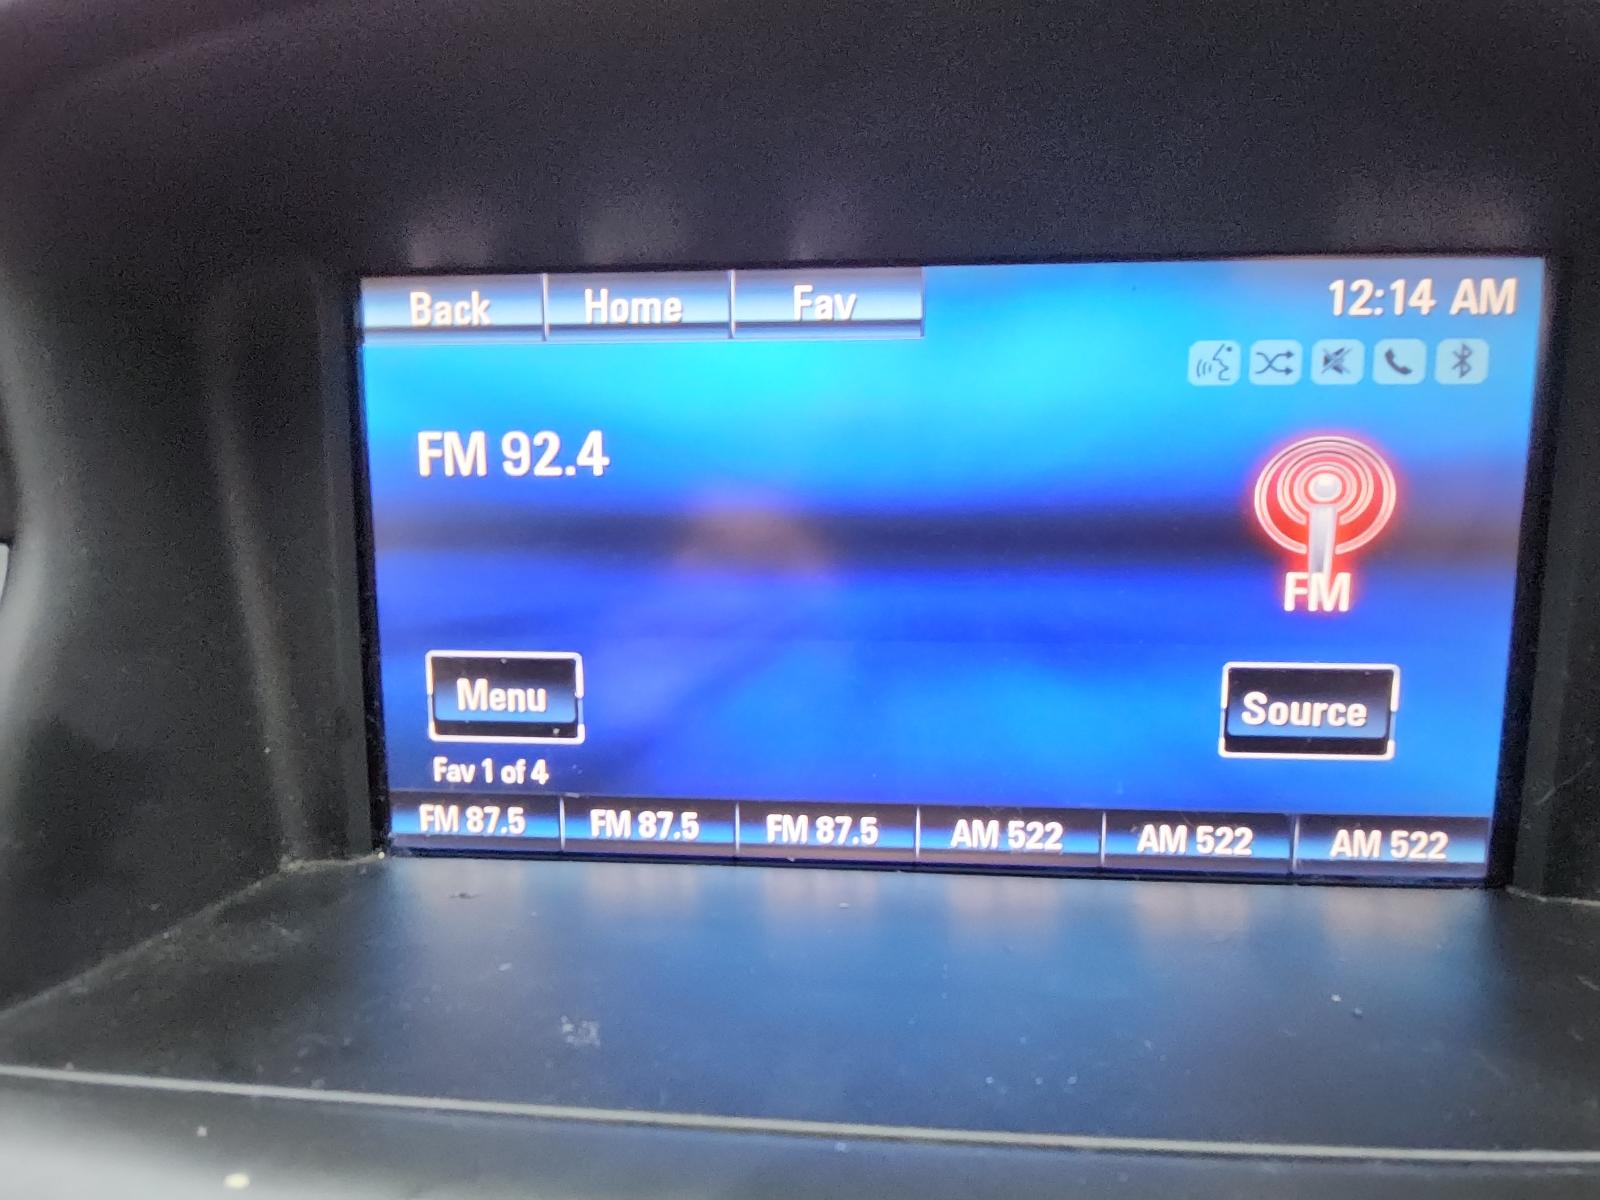 Back Home Fav 12:14 AM
FM 92.4
FM
Menu Source
Fav 1 of 4
FM 87.5 FM 87.5 FM 87.5 AM 522 AM 522 AM 522